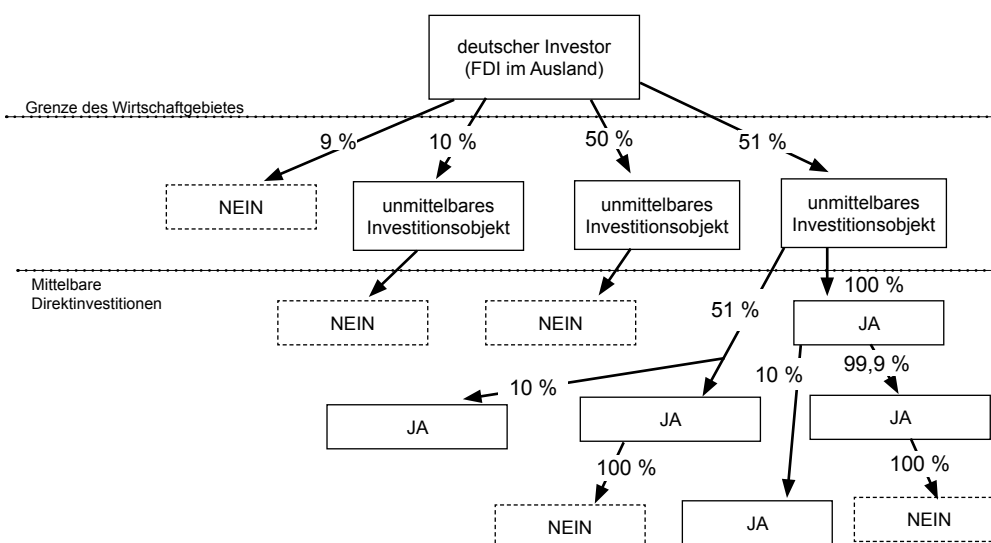 deutscher Investor
(FDI im Ausland)
Grenze des Wirtschaftgebietes
9 %
10 %
50 %
51 %
NEIN
unmittelbares
Investitionsobjekt
unmittelbares
Investitionsobjekt
unmittelbares
Investitionsobjekt
Mittelbare
Direktinvestitionen
NEIN
NEIN
51 %
100 %
JA
10 %
10 %
99,9 %
JA
JA
JA
100 %
100 %
NEIN
JA
NEIN